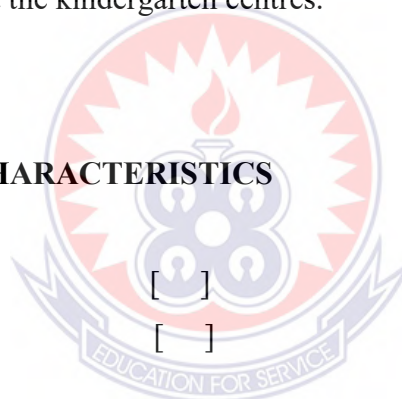 the kindergarten centres.
HARACTERISTICS
[ ]
[ ]
EDUCATION FOR SERVICE